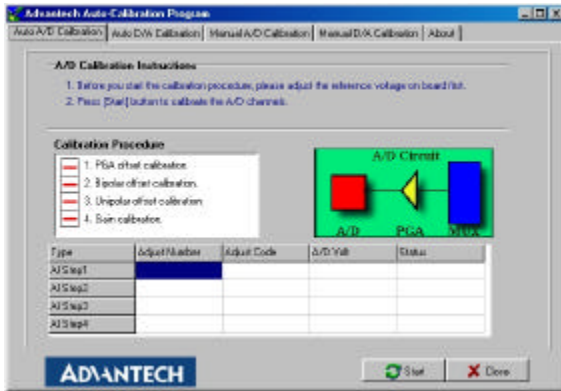 Advantech Auto-Calibration Program
Auto A/D Calibration Auto D/A Calibration Manual A/D Calibration Manual D/A Calibration About
A/D Calibration Instructions
1. Before you start the calibration procedure, please adjust the reference voltage on board first.
2. Press [Start] button to calibrate the A/D channels.
Calibration Procedure
1. PGA offset calibration.
2. Bipolar offset calibration.
3. Unipolar offset calibration
4. Gain calibration.
A/D Circuit
A/D PGA MUX
Type Adjust Number Adjust Code A/D Volt Status
AI Step1
AI Step2
AI Step3
AI Step4
ADVANTECH
Start Close